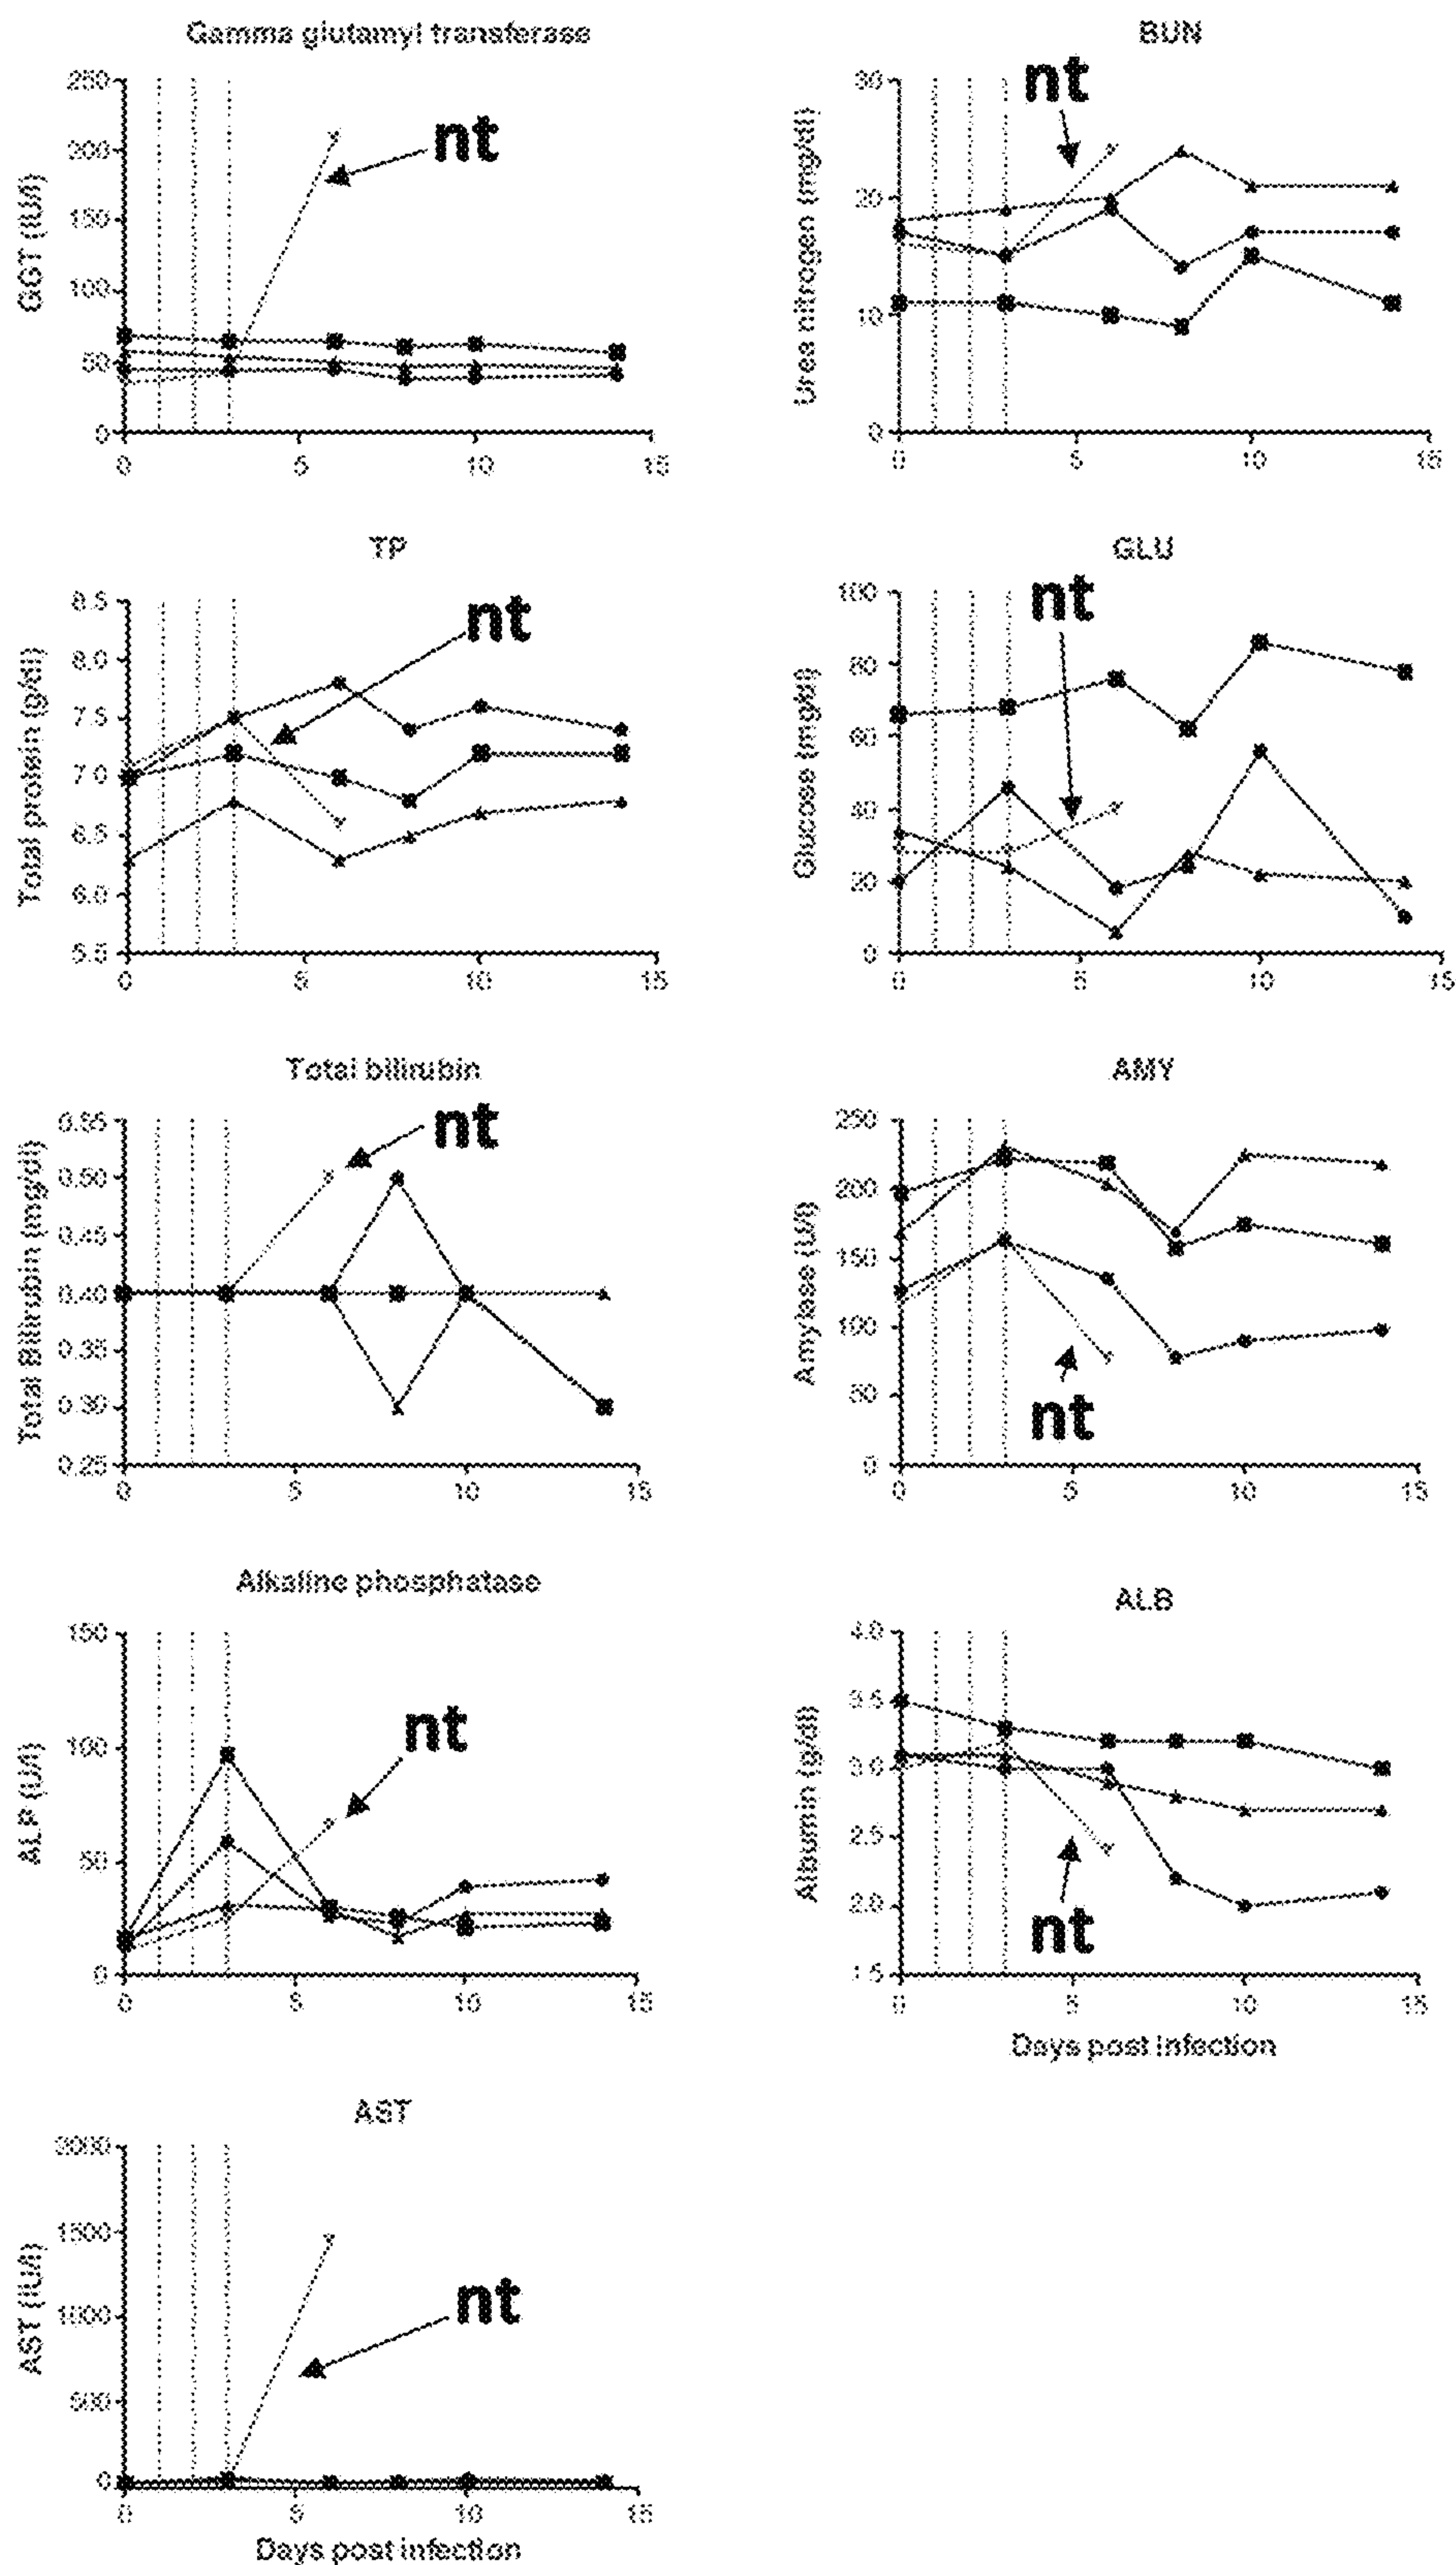 Gamma glutamyl transferase
GGT (IU/l)
250
200
150
100
50
0
nt
0 5 10 15
BUN
Urea nitrogen (mg/dl)
30
20
10
0
nt
0 5 10 15
TP
Total protein (g/dl)
8.5
8.0
7.5
7.0
6.5
6.0
5.5
nt
0 5 10 15
GLU
Glucose (mg/dl)
100
80
60
40
20
0
nt
0 5 10 15
Total bilirubin
Total Bilirubin (mg/dl)
0.55
0.50
0.45
0.40
0.35
0.30
0.25
nt
0 5 10 15
AMY
Amylase (U/l)
250
200
150
100
50
0
nt
0 5 10 15
Alkaline phosphatase
ALP (U/l)
150
100
50
0
nt
0 5 10 15
ALB
Albumin (g/dl)
4.0
3.5
3.0
2.5
2.0
1.5
nt
0 5 10 15
Days post infection
AST
AST (IU/l)
2000
1500
1000
500
0
nt
0 5 10 15
Days post infection